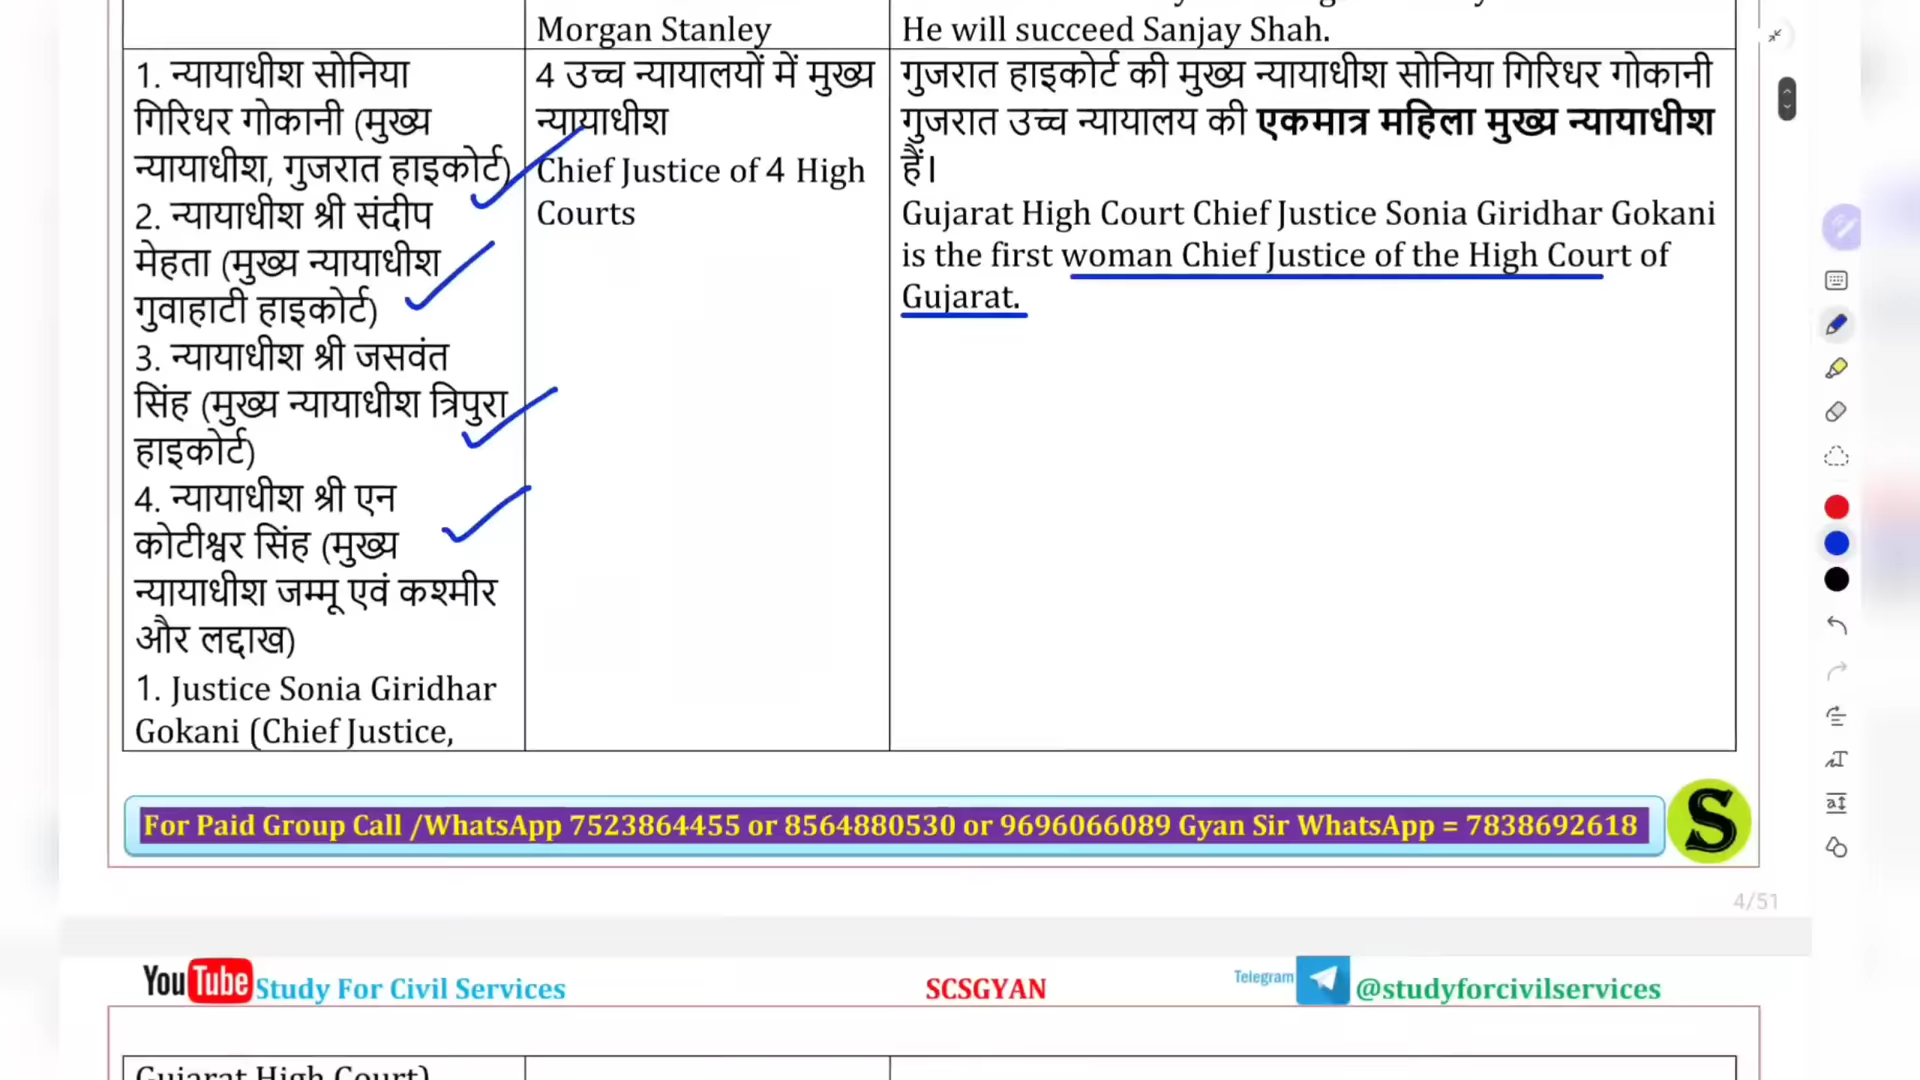 Morgan Stanley
He will succeed Sanjay Shah.
1. न्यायाधीश सोनिया
गिरिधर गोकानी (मुख्य
न्यायाधीश, गुजरात हाइकोर्ट)
2. न्यायाधीश श्री संदीप
मेहता (मुख्य न्यायाधीश
गुवाहाटी हाइकोर्ट)
3. न्यायाधीश श्री जसवंत
सिंह (मुख्य न्यायाधीश त्रिपुरा
हाइकोर्ट)
4. न्यायाधीश श्री एन
कोटीश्वर सिंह (मुख्य
न्यायाधीश जम्मू एवं कश्मीर
और लद्दाख)
1. Justice Sonia Giridhar
Gokani (Chief Justice,
4 उच्च न्यायालयों में मुख्य
न्यायाधीश
Chief Justice of 4 High
Courts
गुजरात हाइकोर्ट की मुख्य न्यायाधीश सोनिया गिरिधर गोकानी
गुजरात उच्च न्यायालय की एकमात्र महिला मुख्य न्यायाधीश
हैं।
Gujarat High Court Chief Justice Sonia Giridhar Gokani
is the first woman Chief Justice of the High Court of
Gujarat.
For Paid Group Call /WhatsApp 7523864455 or 8564880530 or 9696066089 Gyan Sir WhatsApp = 7838692618
S
4/51
YouTube Study For Civil Services
SCSGYAN
Telegram @studyforcivilservices
Gujarat High Court)